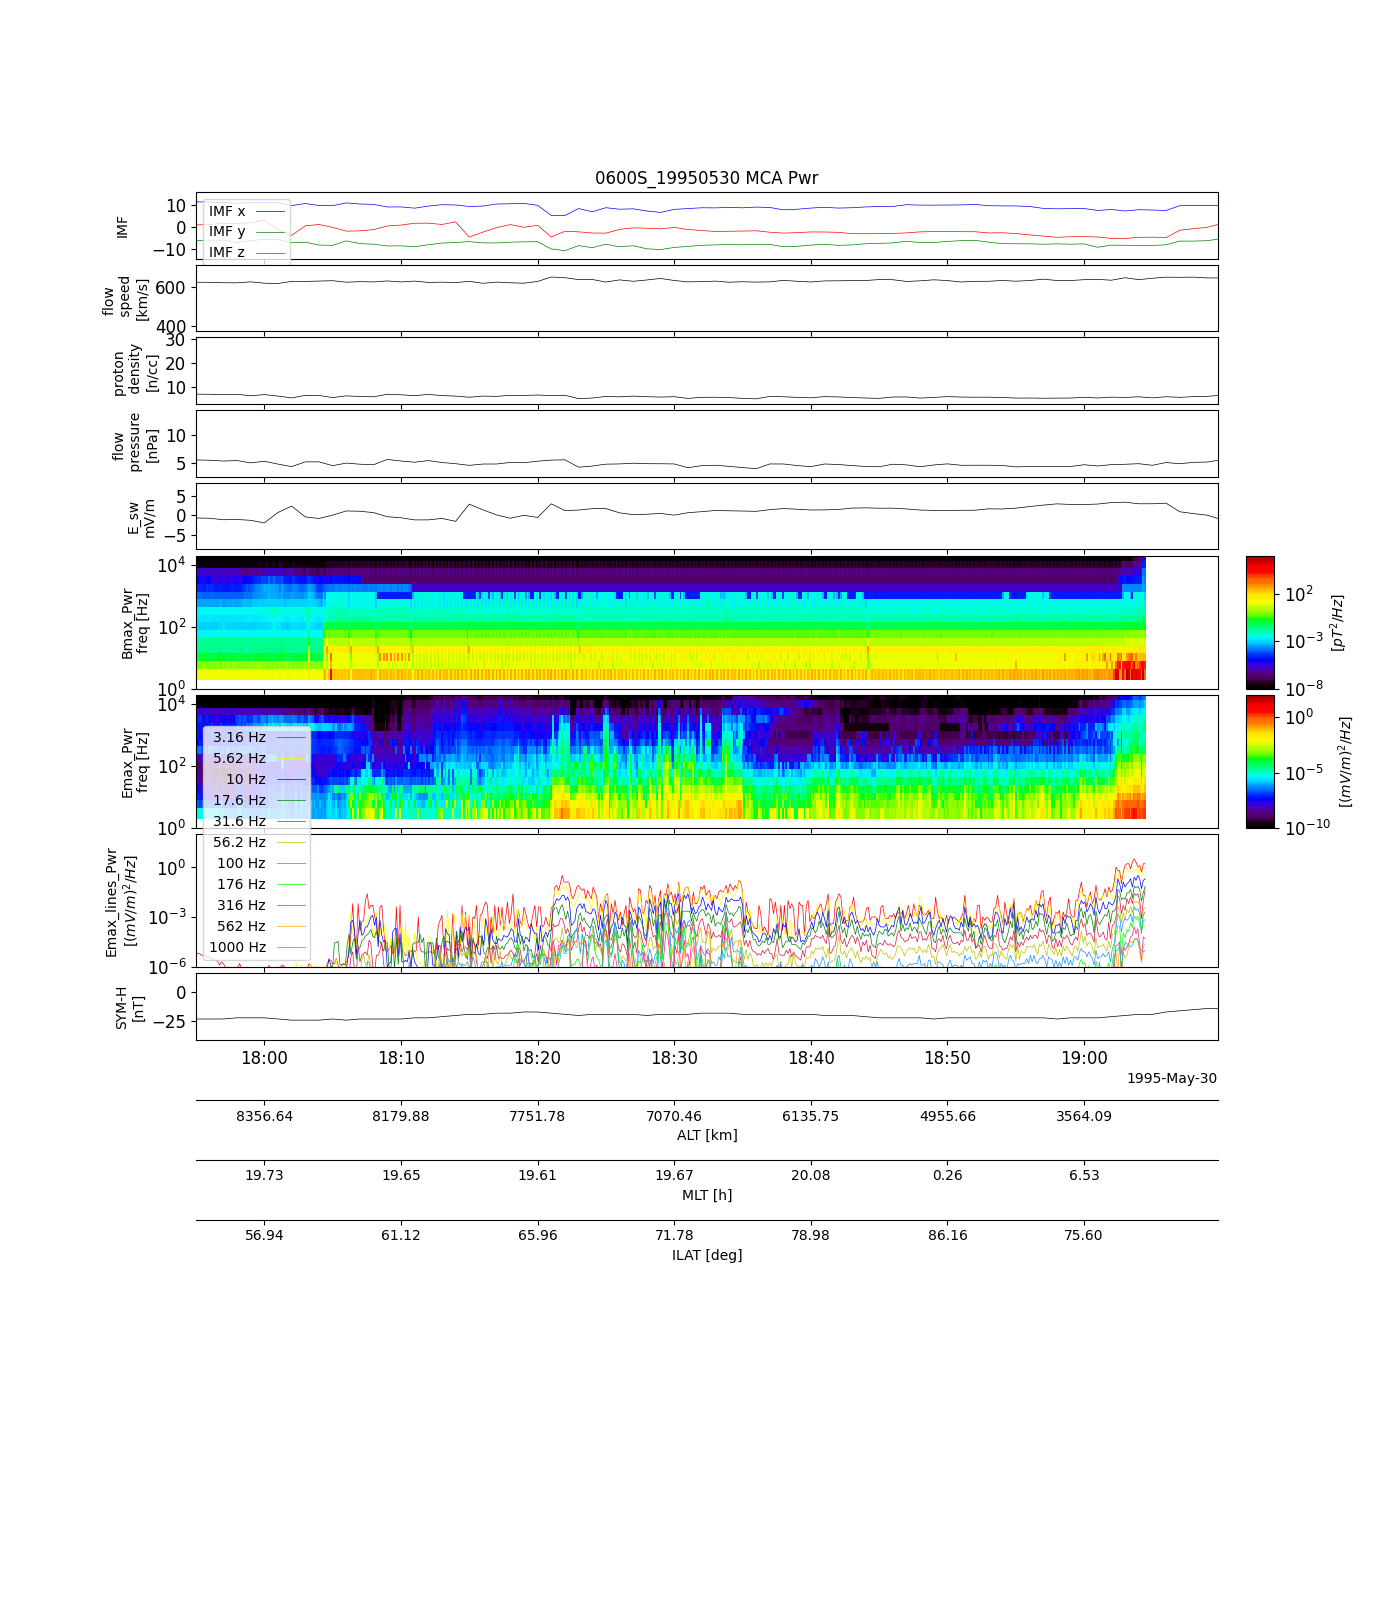 0600S_19950530 MCA Pwr
IMF
10
0
−10
IMF x
IMF y
IMF z
flow
speed
[km/s]
600
400
proton
density
[n/cc]
30
20
10
flow
pressure
[nPa]
10
5
E_sw
mV/m
5
0
−5
Bmax_Pwr
freq [Hz]
10^4
10^2
10^0
10^2
10^−3
10^−8
[pT^2/Hz]
Emax_Pwr
freq [Hz]
10^4
10^2
10^0
10^0
10^−5
10^−10
[(mV/m)^2/Hz]
3.16 Hz
5.62 Hz
10 Hz
17.6 Hz
31.6 Hz
56.2 Hz
100 Hz
176 Hz
316 Hz
562 Hz
1000 Hz
Emax_lines_Pwr
[(mV/m)^2/Hz]
10^0
10^−3
10^−6
SYM-H
[nT]
0
−25
18:00 18:10 18:20 18:30 18:40 18:50 19:00
1995-May-30
8356.64 8179.88 7751.78 7070.46 6135.75 4955.66 3564.09
ALT [km]
19.73 19.65 19.61 19.67 20.08 0.26 6.53
MLT [h]
56.94 61.12 65.96 71.78 78.98 86.16 75.60
ILAT [deg]